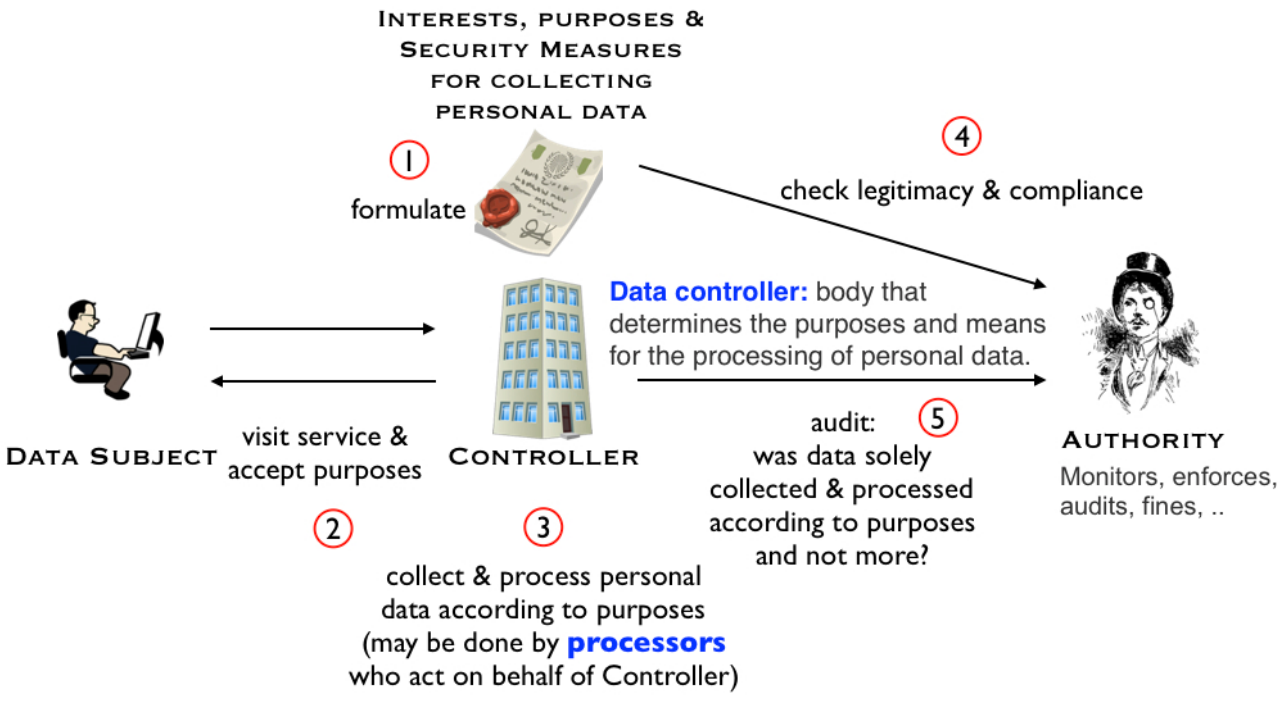 INTERESTS, PURPOSES &
SECURITY MEASURES
FOR COLLECTING
PERSONAL DATA
1
formulate
4
check legitimacy & compliance
Data controller: body that
determines the purposes and means
for the processing of personal data.
DATA SUBJECT
visit service &
accept purposes
2
CONTROLLER
3
collect & process personal
data according to purposes
(may be done by processors
who act on behalf of Controller)
5
audit:
was data solely
collected & processed
according to purposes
and not more?
AUTHORITY
Monitors, enforces,
audits, fines, ..